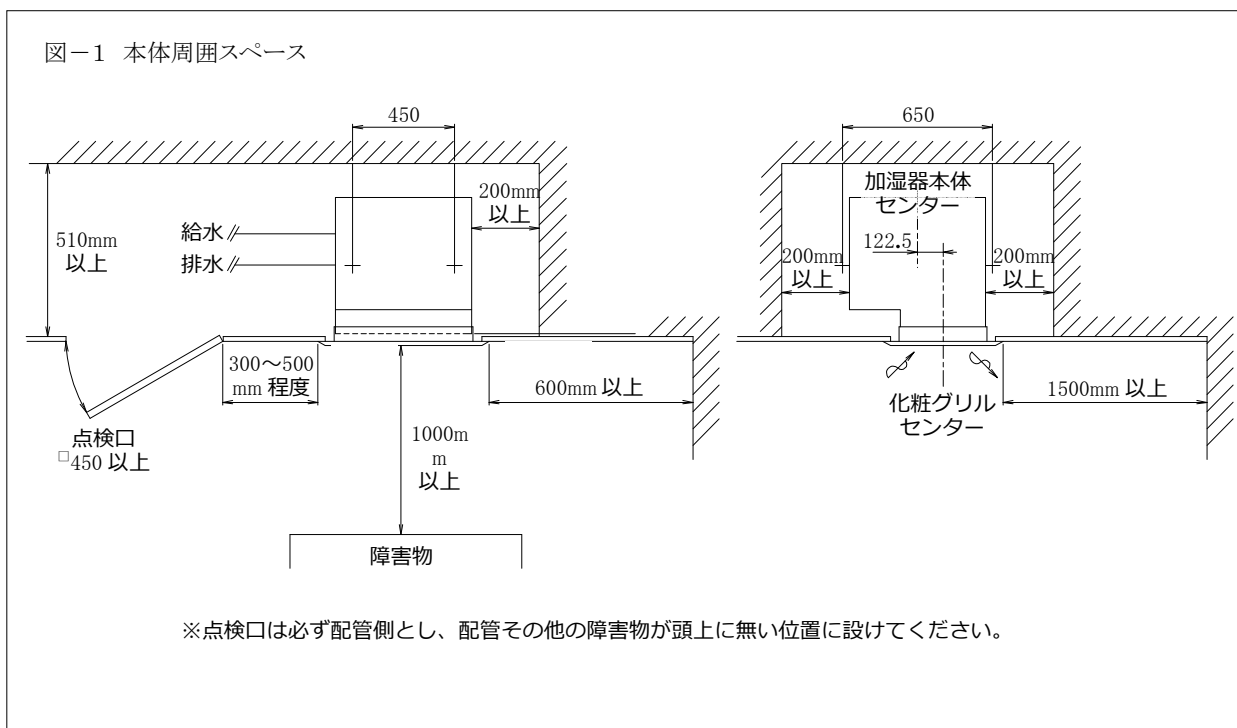 図－1 本体周囲スペース
450
200mm
以上
給水
排水
510mm
以上
300～500
mm 程度
600mm 以上
点検口
□450 以上
1000m
m
以上
障害物
650
加湿器本体
センター
122.5
200mm
以上
200mm
以上
1500mm 以上
化粧グリル
センター
※点検口は必ず配管側とし、配管その他の障害物が頭上に無い位置に設けてください。